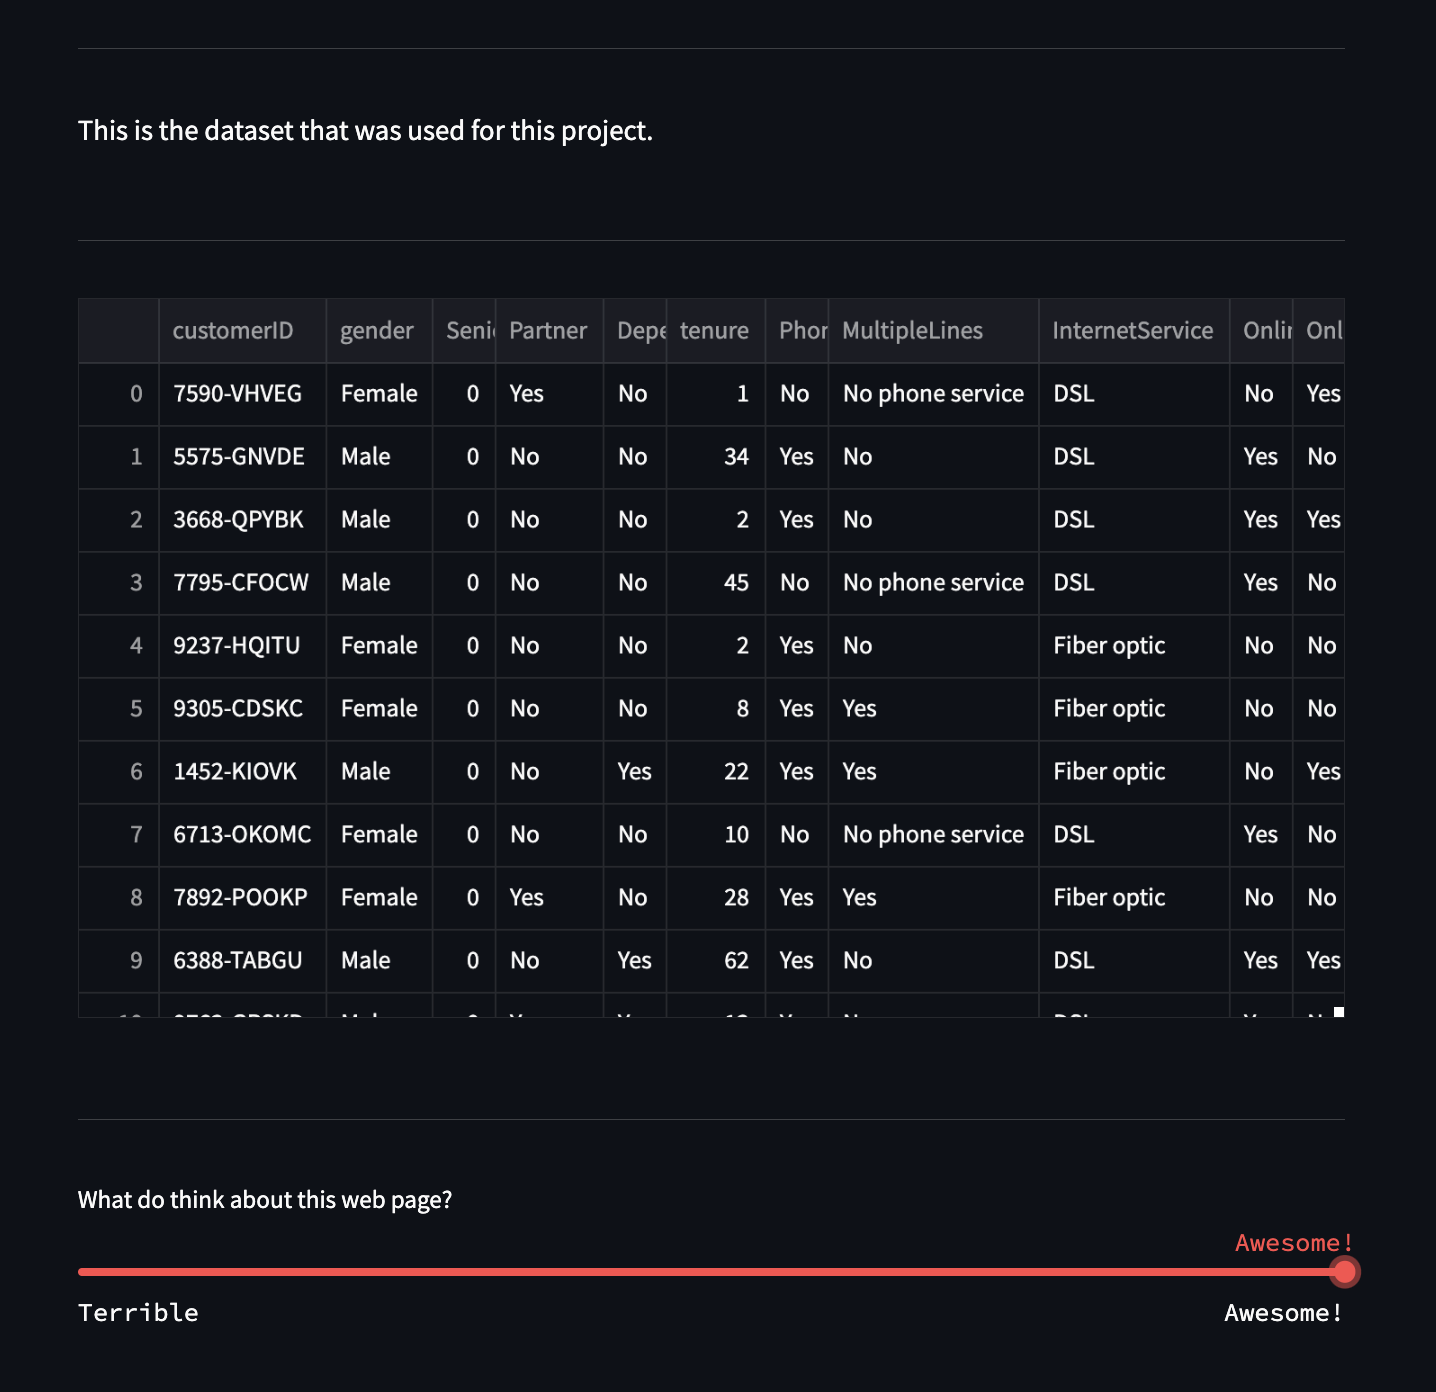 This is the dataset that was used for this project.
customerID gender Senic Partner Depe tenure Phor MultipleLines InternetService Onlin Onl
0 7590-VHVEG Female 0 Yes No 1 No No phone service DSL No Yes
1 5575-GNVDE Male 0 No No 34 Yes No DSL Yes No
2 3668-QPYBK Male 0 No No 2 Yes No DSL Yes Yes
3 7795-CFOCW Male 0 No No 45 No No phone service DSL Yes No
4 9237-HQITU Female 0 No No 2 Yes No Fiber optic No No
5 9305-CDSKC Female 0 No No 8 Yes Yes Fiber optic No No
6 1452-KIOVK Male 0 No Yes 22 Yes Yes Fiber optic No Yes
7 6713-OKOMC Female 0 No No 10 No No phone service DSL Yes No
8 7892-POOKP Female 0 Yes No 28 Yes Yes Fiber optic No No
9 6388-TABGU Male 0 No Yes 62 Yes No DSL Yes Yes
What do think about this web page?
Awesome!
Terrible Awesome!